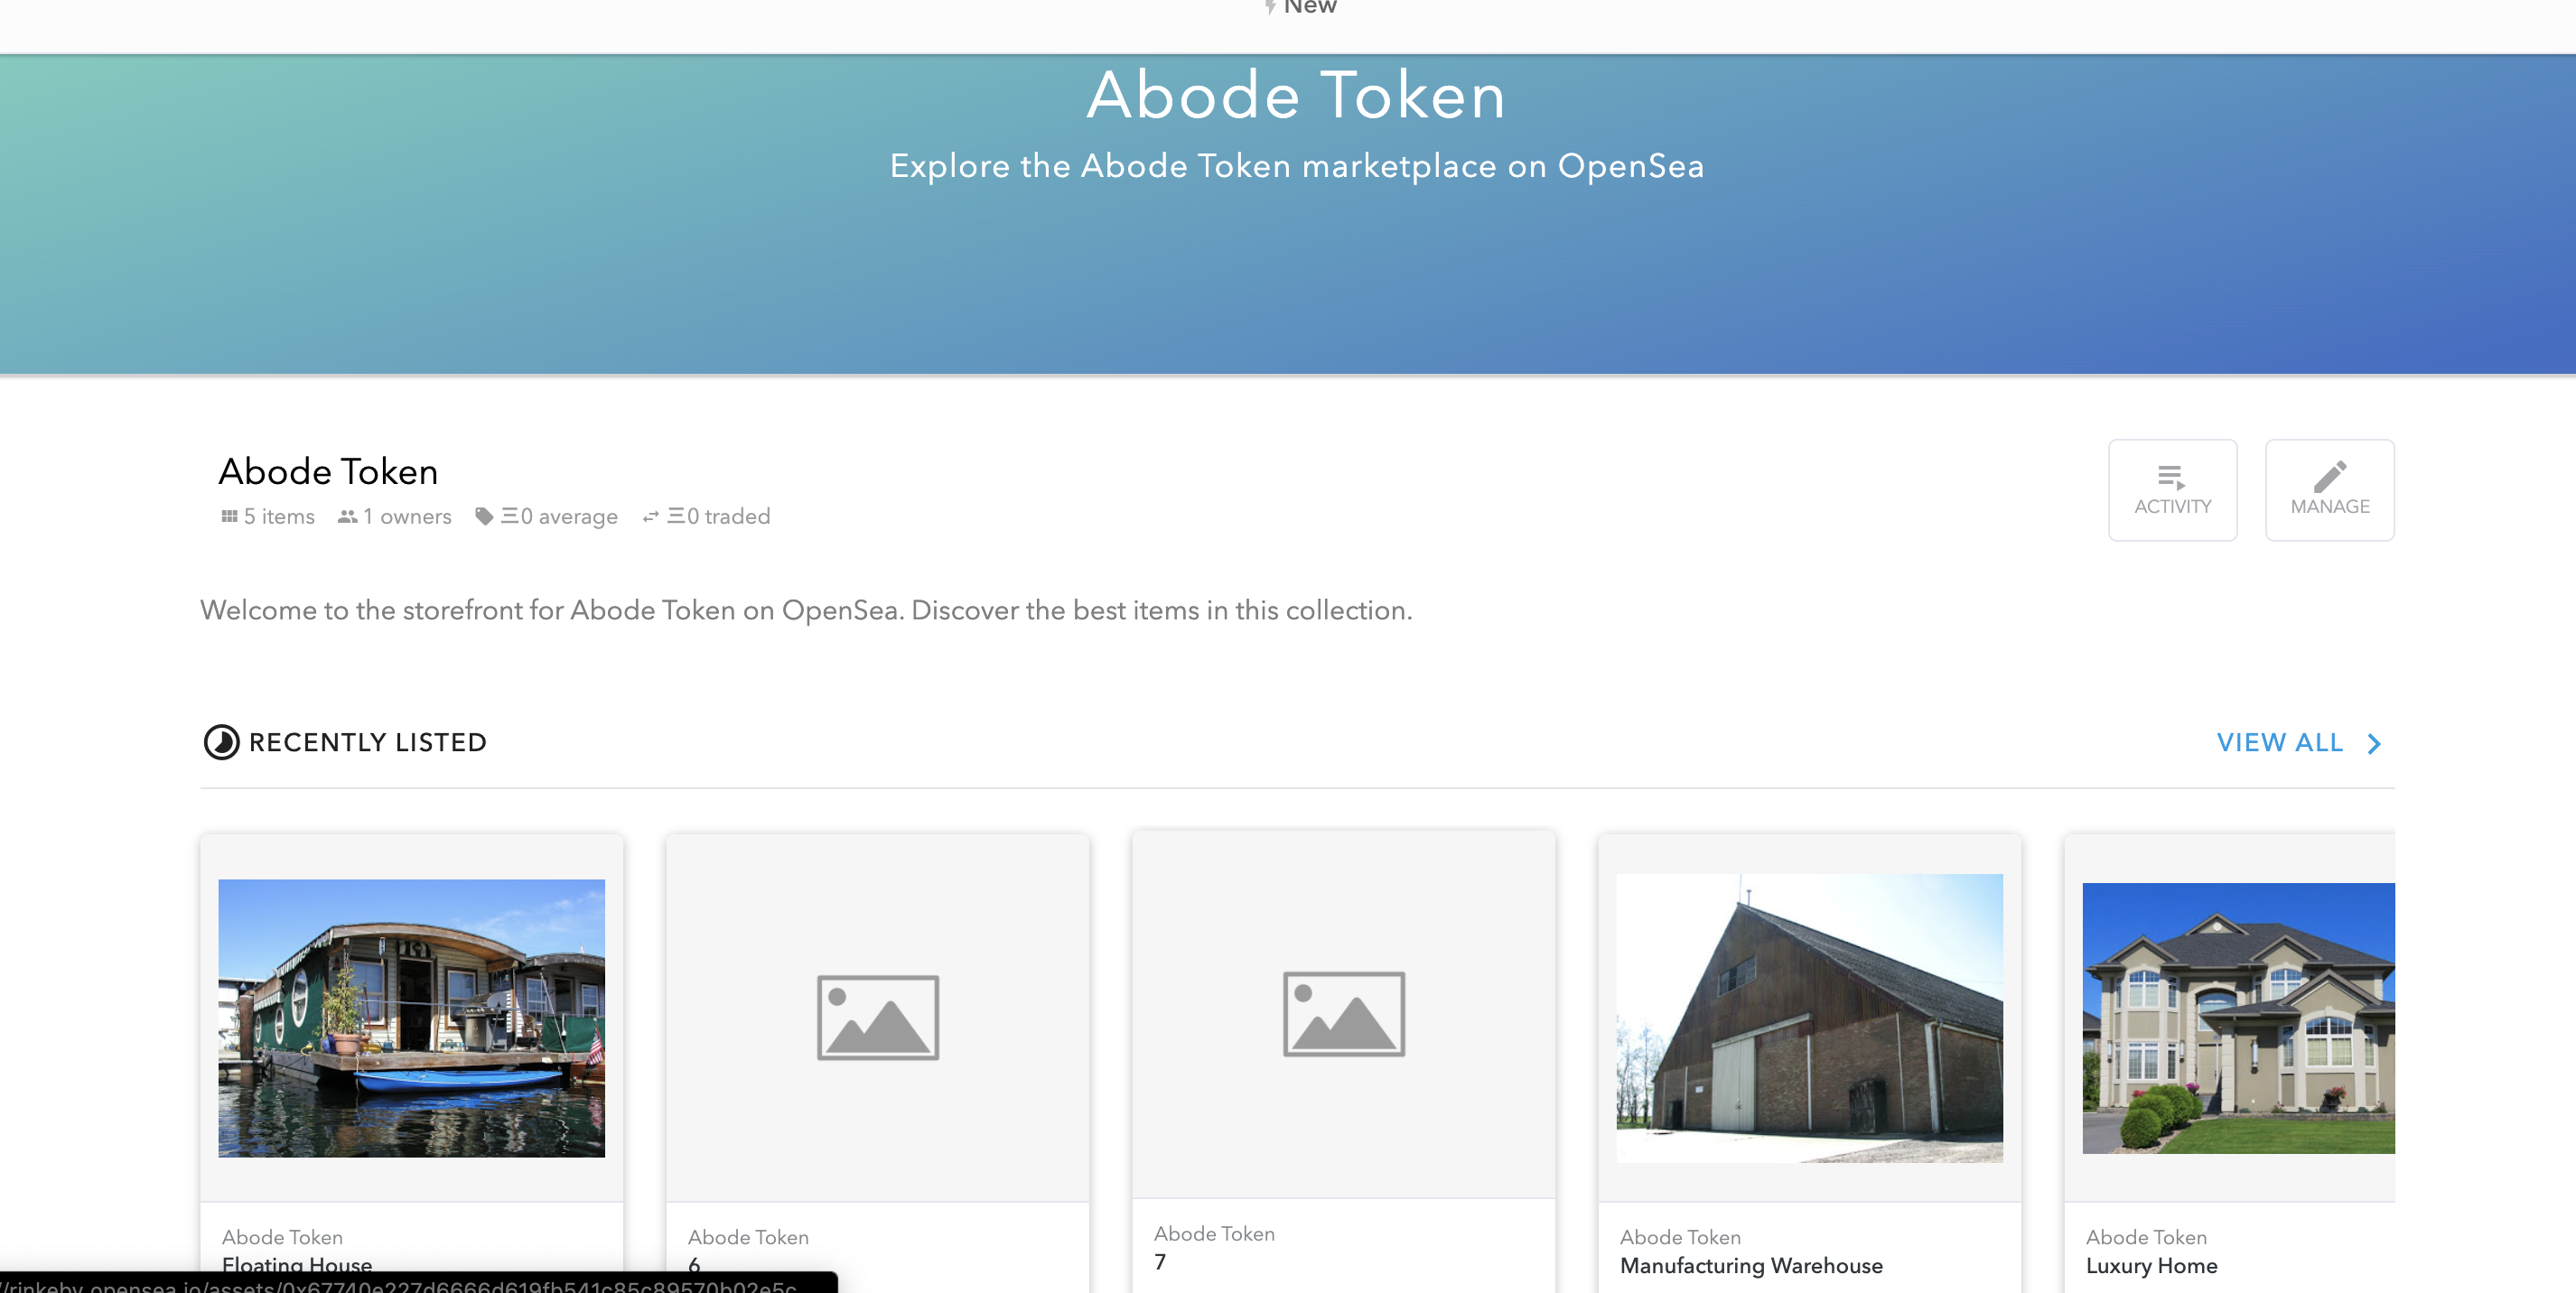 New
Abode Token
Explore the Abode Token marketplace on OpenSea
Abode Token
5 items 1 owners Ξ0 average Ξ0 traded
ACTIVITY
MANAGE
Welcome to the storefront for Abode Token on OpenSea. Discover the best items in this collection.
RECENTLY LISTED
VIEW ALL
Abode Token
Floating House
Abode Token
6
Abode Token
7
Abode Token
Manufacturing Warehouse
Abode Token
Luxury Home
/rinkeby.opensea.io/assets/0x67740e227d6666d619fb541c85c89570b02e5c